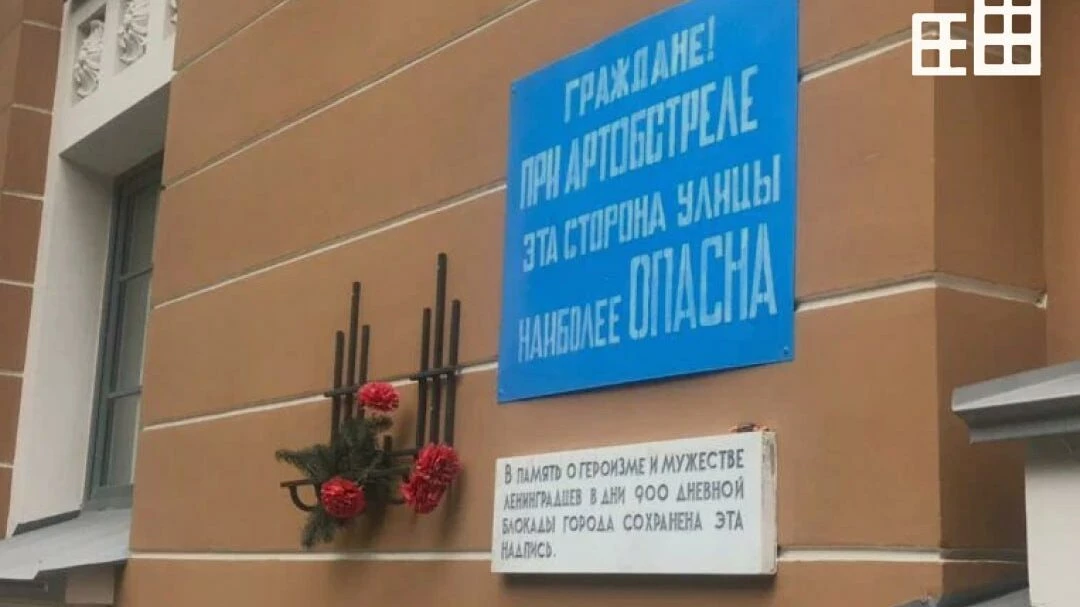 ГРАЖДАНЕ!
ПРИ АРТОБСТРЕЛЕ
ЭТА СТОРОНА УЛИЦЫ
НАИБОЛЕЕ ОПАСНА
В ПАМЯТЬ О ГЕРОИЗМЕ И МУЖЕСТВЕ
ЛЕНИНГРАДЦЕВ В ДНИ 900 ДНЕВНОЙ
БЛОКАДЫ ГОРОДА СОХРАНЕНА ЭТА
НАДПИСЬ.